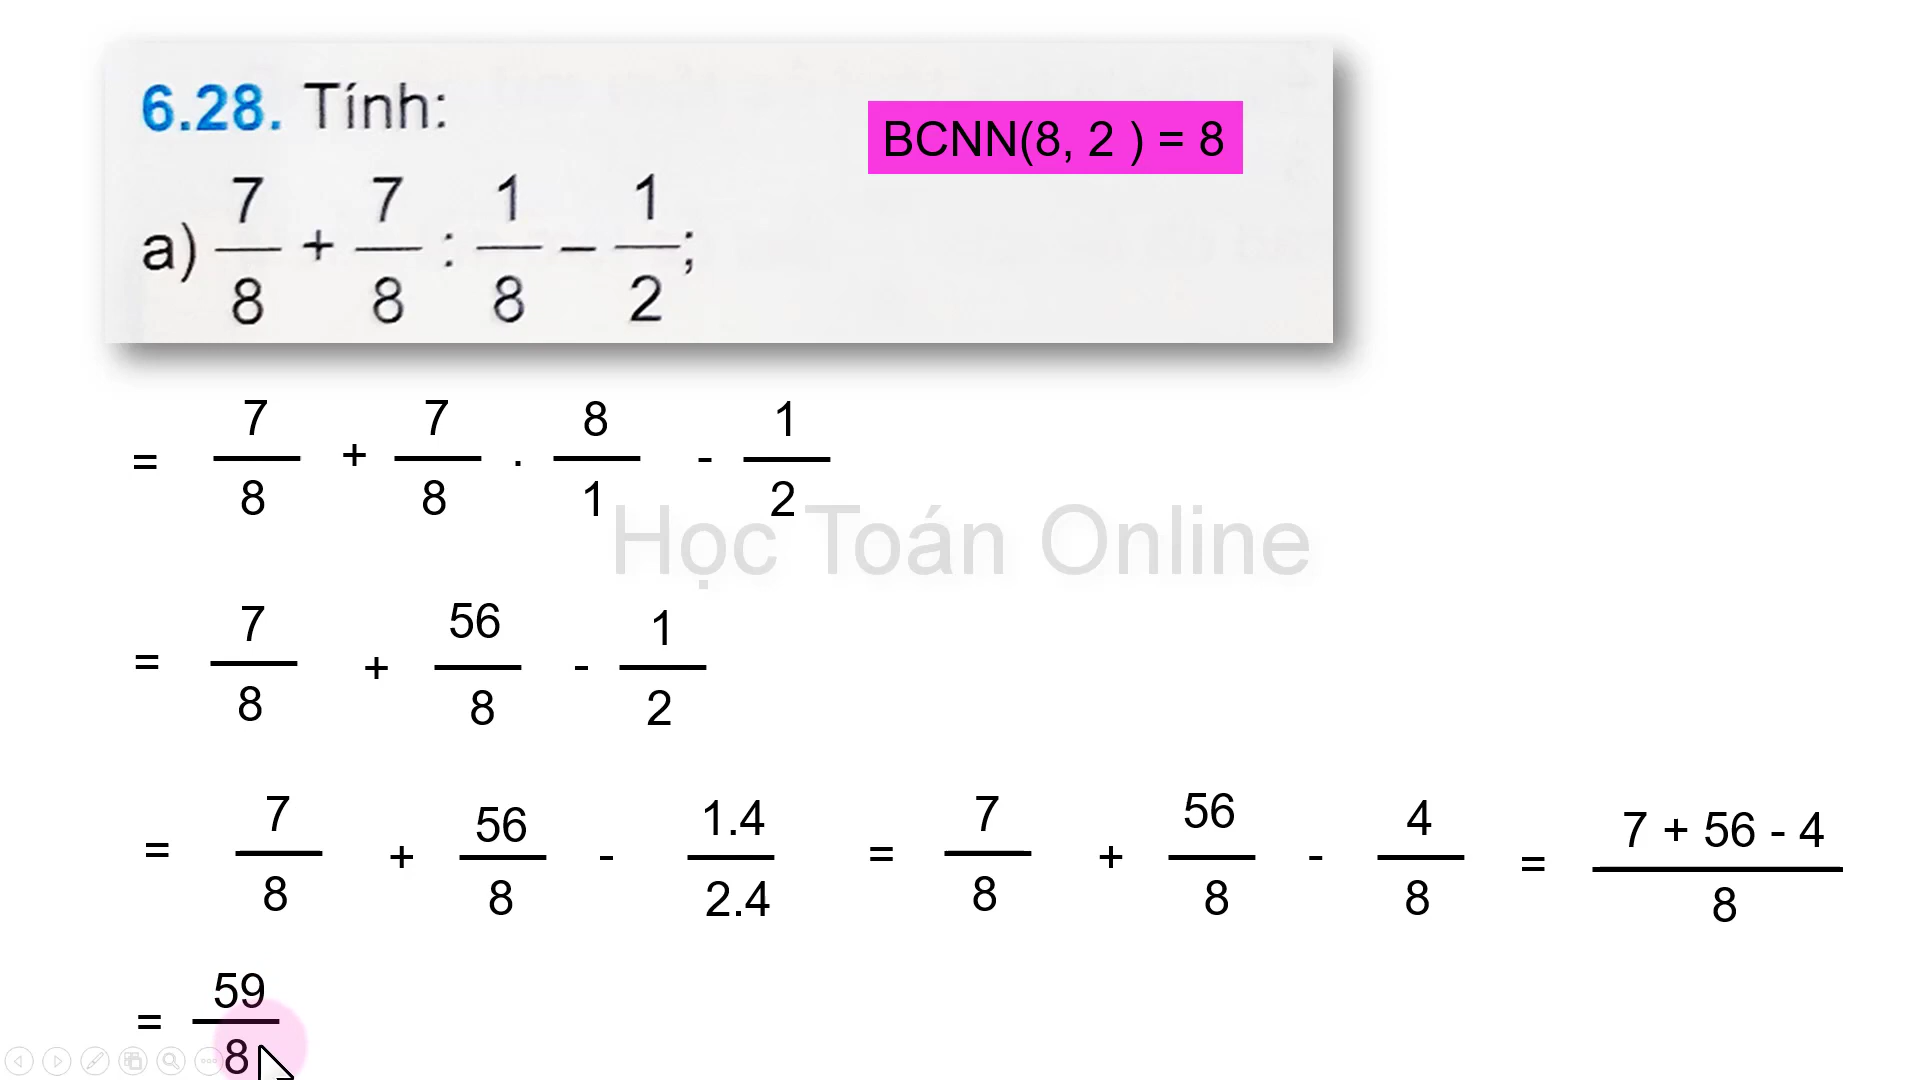 6.28. Tính:
BCNN(8, 2 ) = 8
a) 7/8 + 7/8 : 1/8 – 1/2;
= 7/8 + 7/8 . 8/1 - 1/2
Học Toán Online
= 7/8 + 56/8 - 1/2
= 7/8 + 56/8 - 1.4/2.4 = 7/8 + 56/8 - 4/8 = 7 + 56 - 4/8
= 59/8